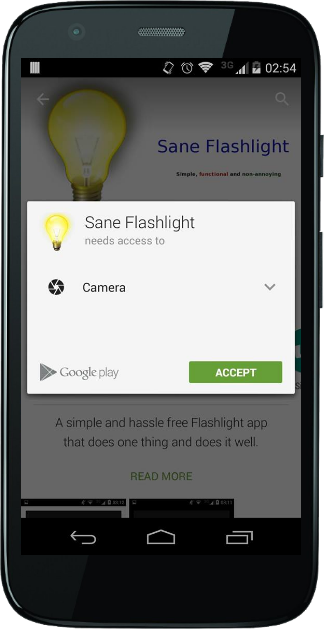 3G 02:54
Sane Flashlight
Simple, functional and non-annoying
Sane Flashlight
needs access to
Camera
Google play
ACCEPT
A simple and hassle free Flashlight app
that does one thing and does it well.
READ MORE